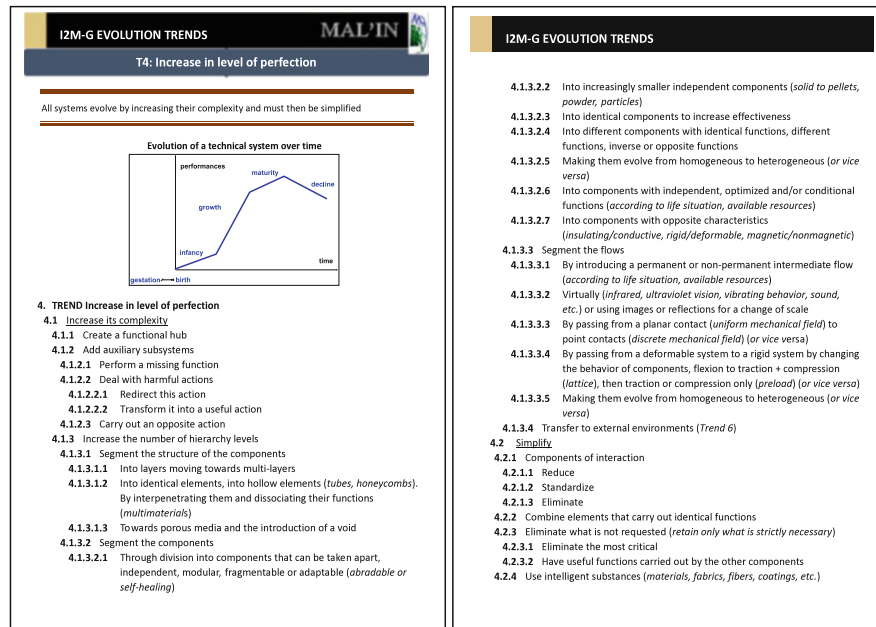 I2M-G EVOLUTION TRENDS
MAL'IN
T4: Increase in level of perfection
All systems evolve by increasing their complexity and must then be simplified
Evolution of a technical system over time
performances
maturity
decline
growth
infancy
time
gestation
birth
4. TREND Increase in level of perfection
4.1 Increase its complexity
4.1.1 Create a functional hub
4.1.2 Add auxiliary subsystems
4.1.2.1 Perform a missing function
4.1.2.2 Deal with harmful actions
4.1.2.2.1 Redirect this action
4.1.2.2.2 Transform it into a useful action
4.1.2.3 Carry out an opposite action
4.1.3 Increase the number of hierarchy levels
4.1.3.1 Segment the structure of the components
4.1.3.1.1 Into layers moving towards multi-layers
4.1.3.1.2 Into identical elements, into hollow elements (tubes, honeycombs).
By interpenetrating them and dissociating their functions
(multimaterials)
4.1.3.1.3 Towards porous media and the introduction of a void
4.1.3.2 Segment the components
4.1.3.2.1 Through division into components that can be taken apart,
independent, modular, fragmentable or adaptable (abradable or
self-healing)
I2M-G EVOLUTION TRENDS
4.1.3.2.2 Into increasingly smaller independent components (solid to pellets,
powder, particles)
4.1.3.2.3 Into identical components to increase effectiveness
4.1.3.2.4 Into different components with identical functions, different
functions, inverse or opposite functions
4.1.3.2.5 Making them evolve from homogeneous to heterogeneous (or vice
versa)
4.1.3.2.6 Into components with independent, optimized and/or conditional
functions (according to life situation, available resources)
4.1.3.2.7 Into components with opposite characteristics
(insulating/conductive, rigid/deformable, magnetic/nonmagnetic)
4.1.3.3 Segment the flows
4.1.3.3.1 By introducing a permanent or non-permanent intermediate flow
(according to life situation, available resources)
4.1.3.3.2 Virtually (infrared, ultraviolet vision, vibrating behavior, sound,
etc.) or using images or reflections for a change of scale
4.1.3.3.3 By passing from a planar contact (uniform mechanical field) to
point contacts (discrete mechanical field) (or vice versa)
4.1.3.3.4 By passing from a deformable system to a rigid system by changing
the behavior of components, flexion to traction + compression
(lattice), then traction or compression only (preload) (or vice versa)
4.1.3.3.5 Making them evolve from homogeneous to heterogeneous (or vice
versa)
4.1.3.4 Transfer to external environments (Trend 6)
4.2 Simplify
4.2.1 Components of interaction
4.2.1.1 Reduce
4.2.1.2 Standardize
4.2.1.3 Eliminate
4.2.2 Combine elements that carry out identical functions
4.2.3 Eliminate what is not requested (retain only what is strictly necessary)
4.2.3.1 Eliminate the most critical
4.2.3.2 Have useful functions carried out by the other components
4.2.4 Use intelligent substances (materials, fabrics, fibers, coatings, etc.)